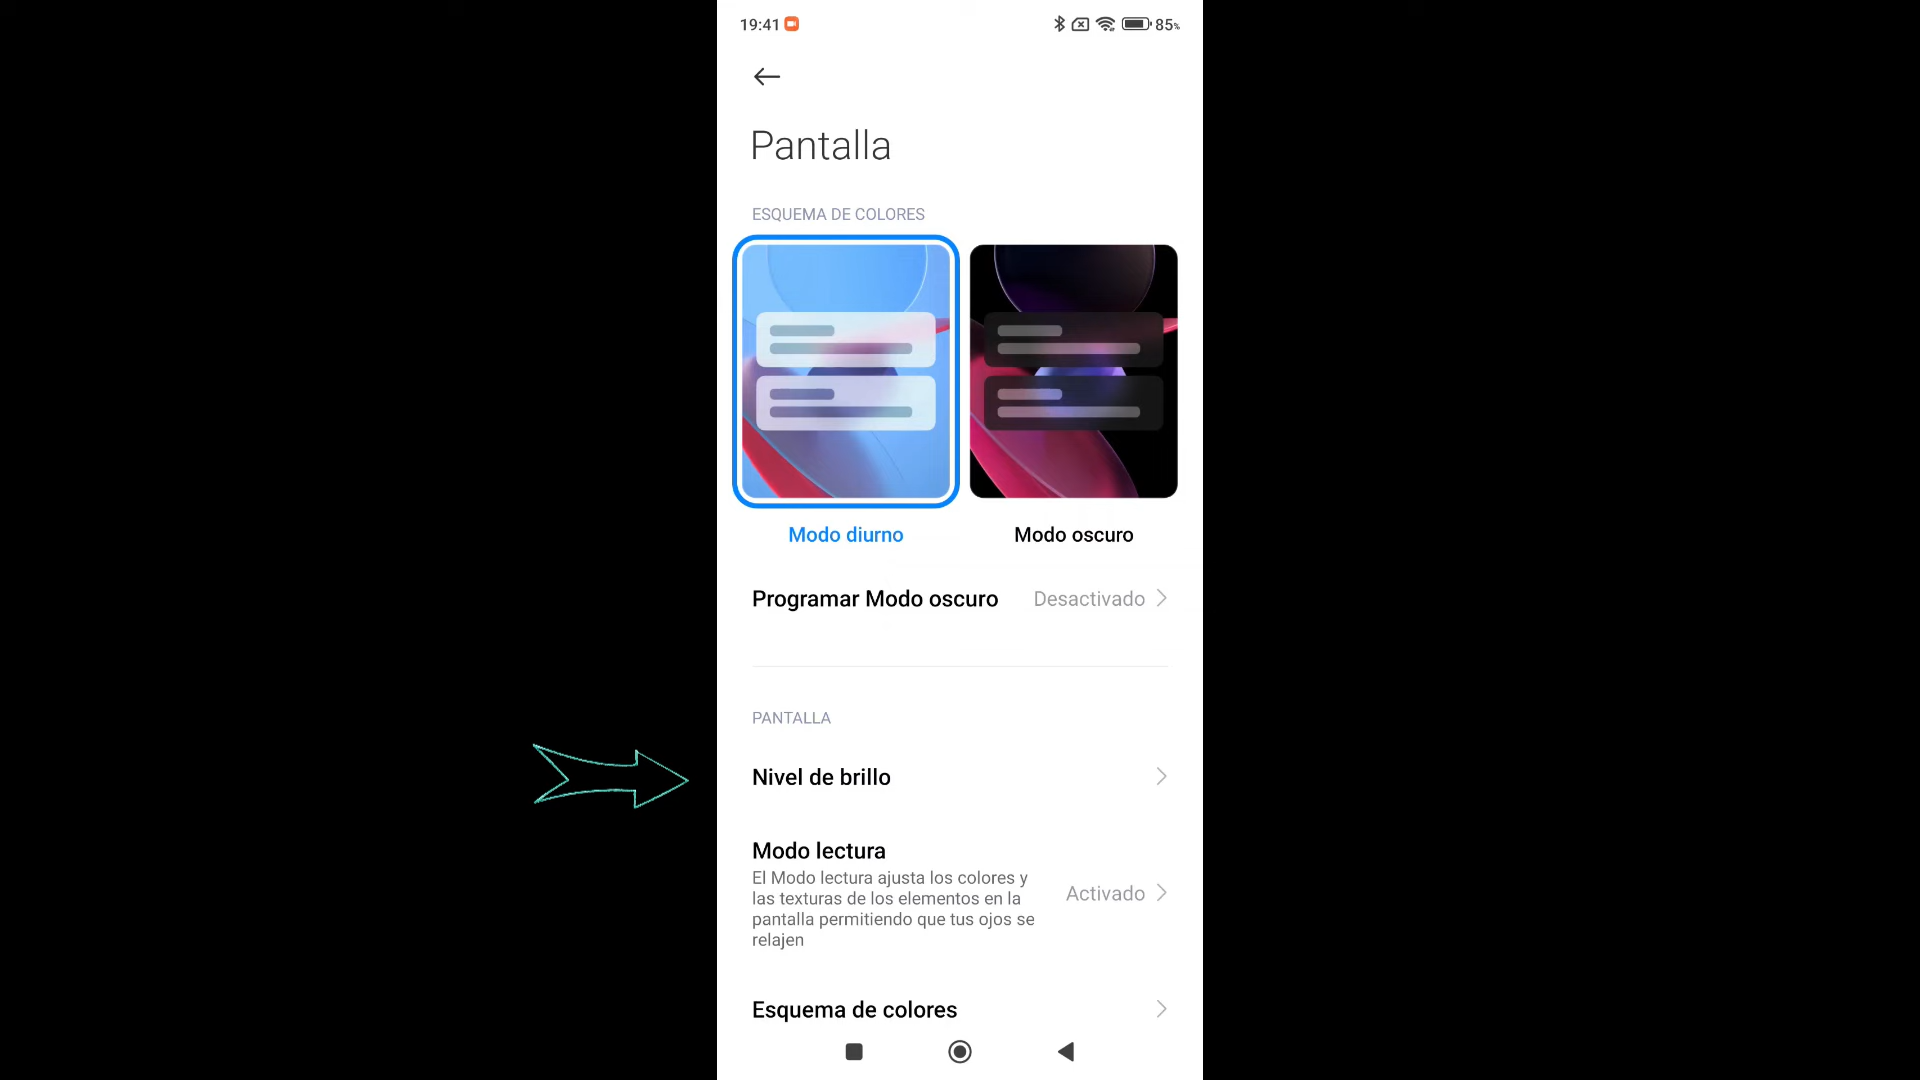 19:41
85%
Pantalla
ESQUEMA DE COLORES
Modo diurno
Modo oscuro
Programar Modo oscuro
Desactivado
PANTALLA
Nivel de brillo
Modo lectura
El Modo lectura ajusta los colores y
las texturas de los elementos en la
pantalla permitiendo que tus ojos se
relajen
Activado
Esquema de colores